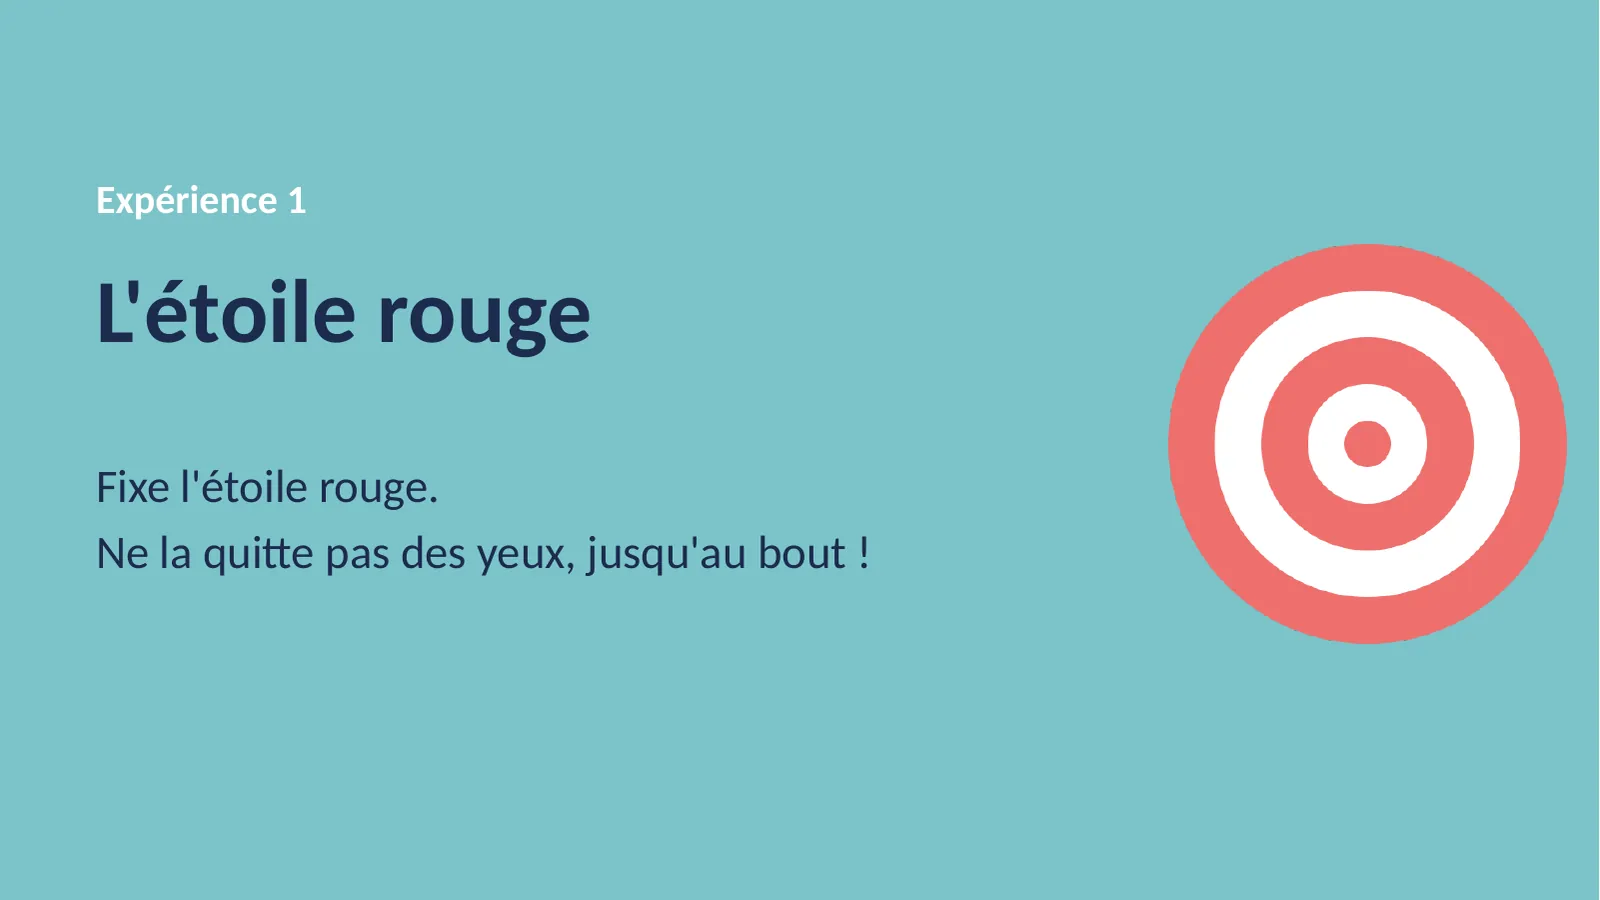 Expérience 1
L'étoile rouge
Fixe l'étoile rouge.
Ne la quitte pas des yeux, jusqu'au bout !